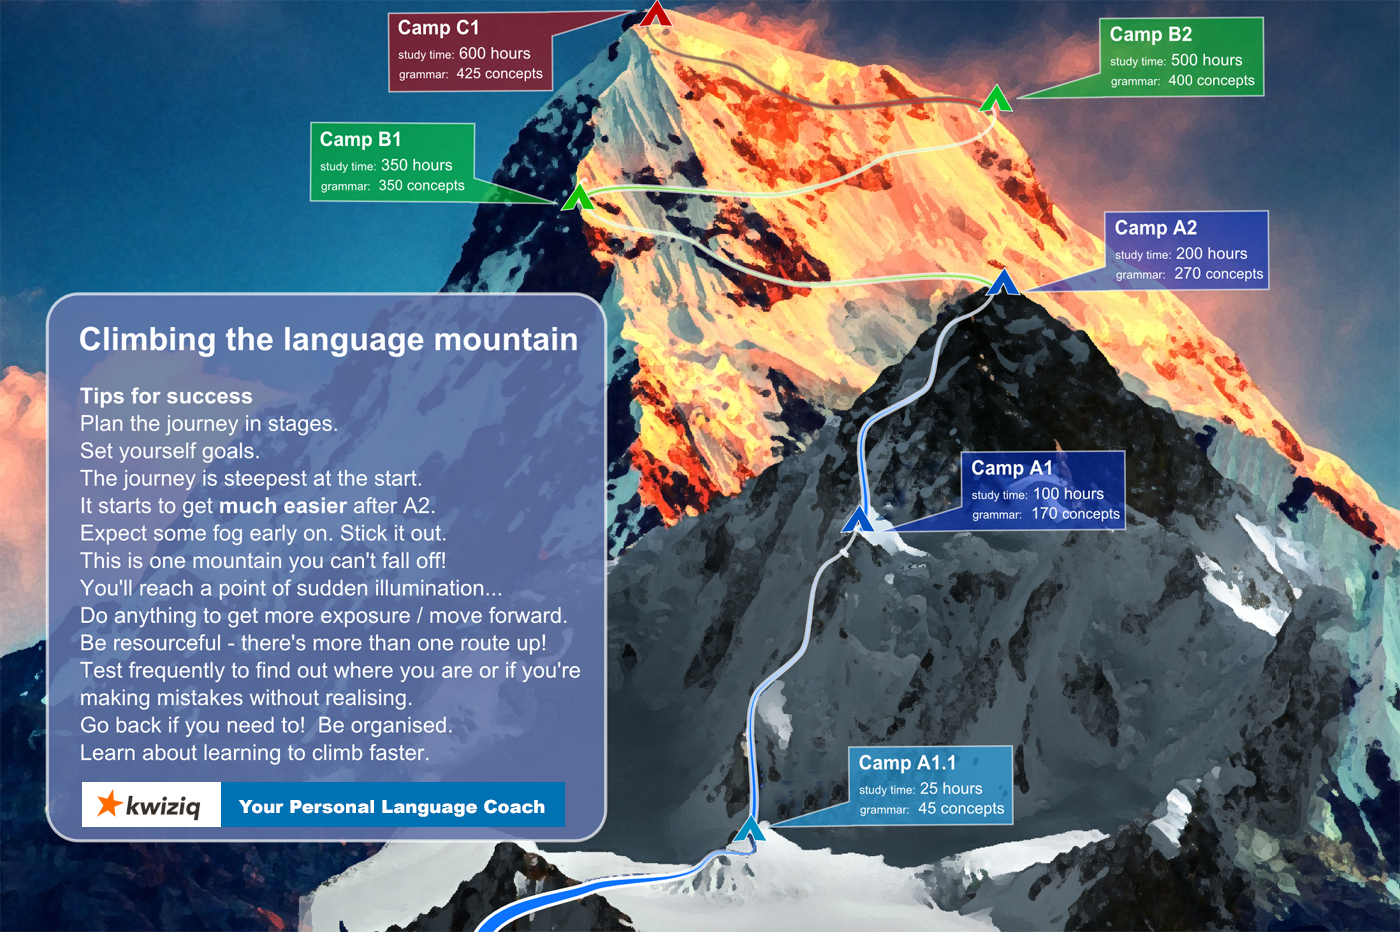 Camp C1
study time: 600 hours
grammar: 425 concepts
Camp B2
study time: 500 hours
grammar: 400 concepts
Camp B1
study time: 350 hours
grammar: 350 concepts
Camp A2
study time: 200 hours
grammar: 270 concepts
Climbing the language mountain
Tips for success
Plan the journey in stages.
Set yourself goals.
The journey is steepest at the start.
It starts to get much easier after A2.
Expect some fog early on. Stick it out.
This is one mountain you can't fall off!
You'll reach a point of sudden illumination...
Do anything to get more exposure / move forward.
Be resourceful - there's more than one route up!
Test frequently to find out where you are or if you're
making mistakes without realising.
Go back if you need to! Be organised.
Learn about learning to climb faster.
kwiziq Your Personal Language Coach
Camp A1
study time: 100 hours
grammar: 170 concepts
Camp A1.1
study time: 25 hours
grammar: 45 concepts